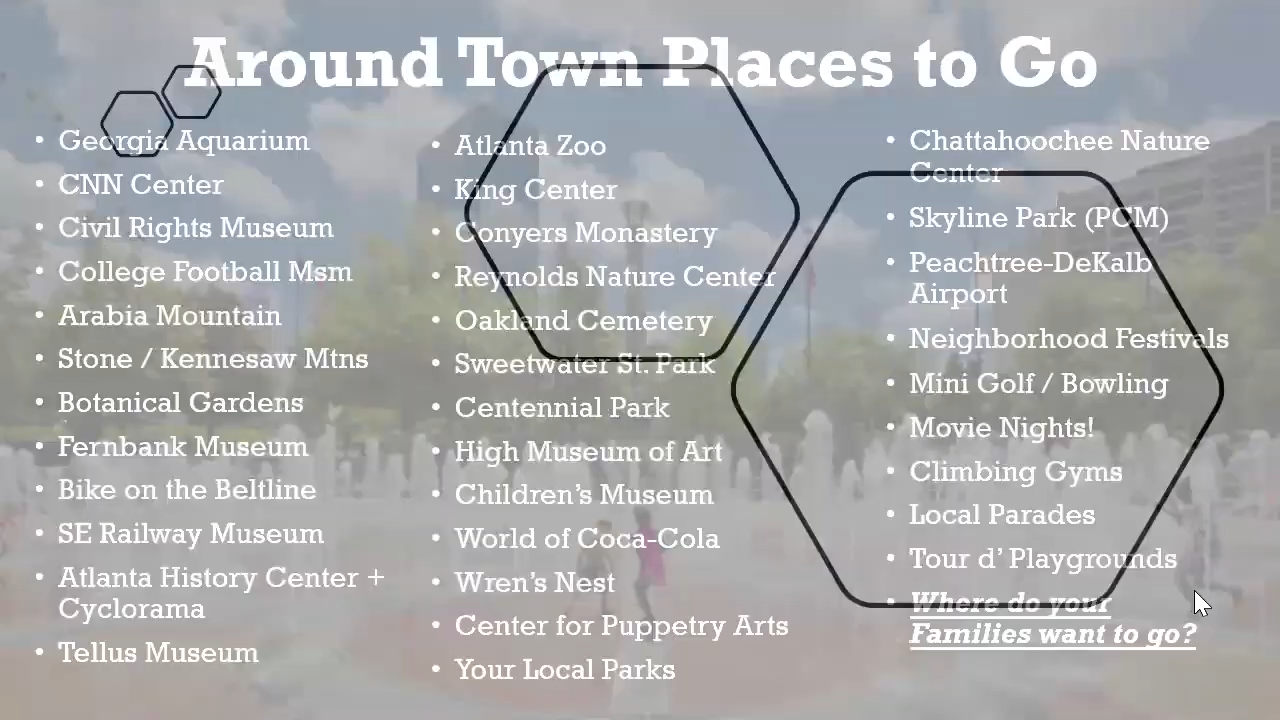 Around Town Places to Go
• Georgia Aquarium
• CNN Center
• Civil Rights Museum
• College Football Msm
• Arabia Mountain
• Stone / Kennesaw Mtns
• Botanical Gardens
• Fernbank Museum
• Bike on the Beltline
• SE Railway Museum
• Atlanta History Center +
Cyclorama
• Tellus Museum
• Atlanta Zoo
• King Center
• Conyers Monastery
• Reynolds Nature Center
• Oakland Cemetery
• Sweetwater St. Park
• Centennial Park
• High Museum of Art
• Children's Museum
• World of Coca-Cola
• Wren's Nest
• Center for Puppetry Arts
• Your Local Parks
• Chattahoochee Nature
Center
• Skyline Park (PCM)
• Peachtree-DeKalb
Airport
• Neighborhood Festivals
• Mini Golf / Bowling
• Movie Nights!
• Climbing Gyms
• Local Parades
• Tour d' Playgrounds
• Where do your
Families want to go?